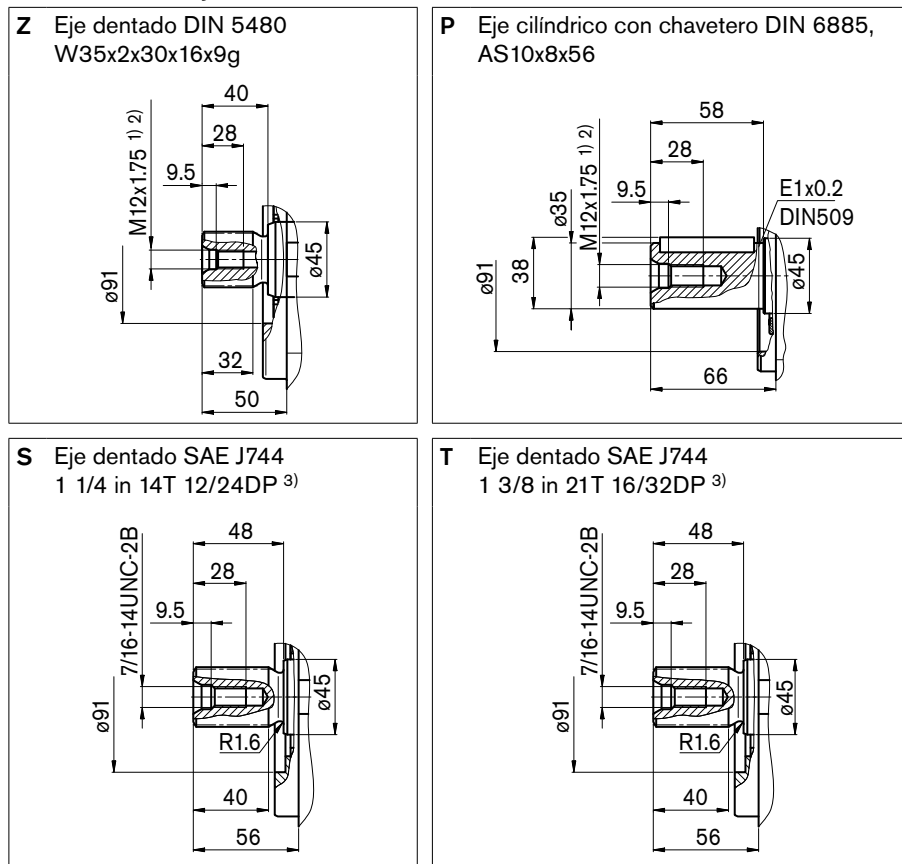 Z Eje dentado DIN 5480
W35x2x30x16x9g
40
28
9.5
M12x1.75 1) 2)
ø91
ø45
32
50
P Eje cilíndrico con chavetero DIN 6885,
AS10x8x56
58
28
9.5
M12x1.75 1) 2)
ø35
38
ø91
E1x0.2
DIN509
ø45
66
S Eje dentado SAE J744
1 1/4 in 14T 12/24DP 3)
48
28
9.5
7/16-14UNC-2B
ø91
ø45
R1.6
40
56
T Eje dentado SAE J744
1 3/8 in 21T 16/32DP 3)
48
28
9.5
7/16-14UNC-2B
ø91
ø45
R1.6
40
56